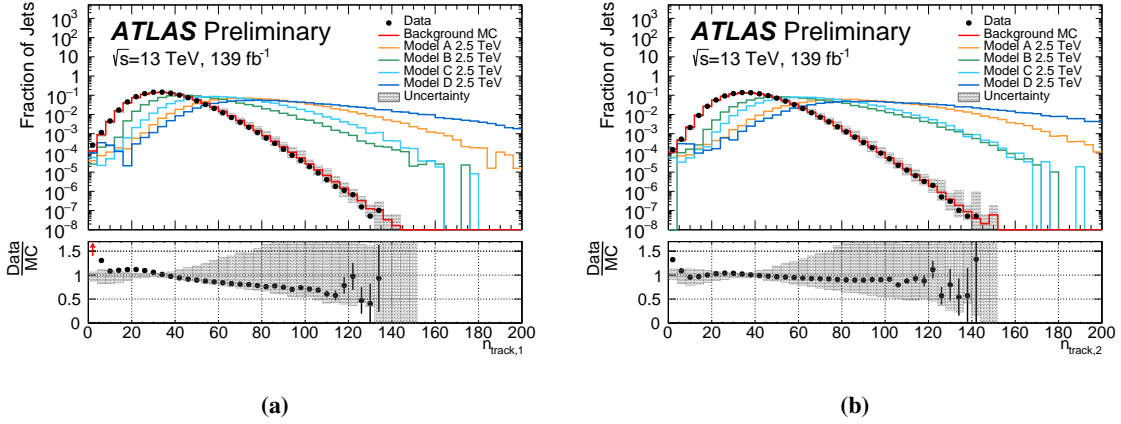 ATLAS Preliminary
√s=13 TeV, 139 fb⁻¹
Data
Background MC
Model A 2.5 TeV
Model B 2.5 TeV
Model C 2.5 TeV
Model D 2.5 TeV
Uncertainty
Fraction of Jets
10³
10²
10
1
10⁻¹
10⁻²
10⁻³
10⁻⁴
10⁻⁵
10⁻⁶
10⁻⁷
10⁻⁸
Data
MC
1.5
1
0.5
0
0 20 40 60 80 100 120 140 160 180 200
n track,1
(a)
ATLAS Preliminary
√s=13 TeV, 139 fb⁻¹
Data
Background MC
Model A 2.5 TeV
Model B 2.5 TeV
Model C 2.5 TeV
Model D 2.5 TeV
Uncertainty
Fraction of Jets
10³
10²
10
1
10⁻¹
10⁻²
10⁻³
10⁻⁴
10⁻⁵
10⁻⁶
10⁻⁷
10⁻⁸
Data
MC
1.5
1
0.5
0
0 20 40 60 80 100 120 140 160 180 200
n track,2
(b)